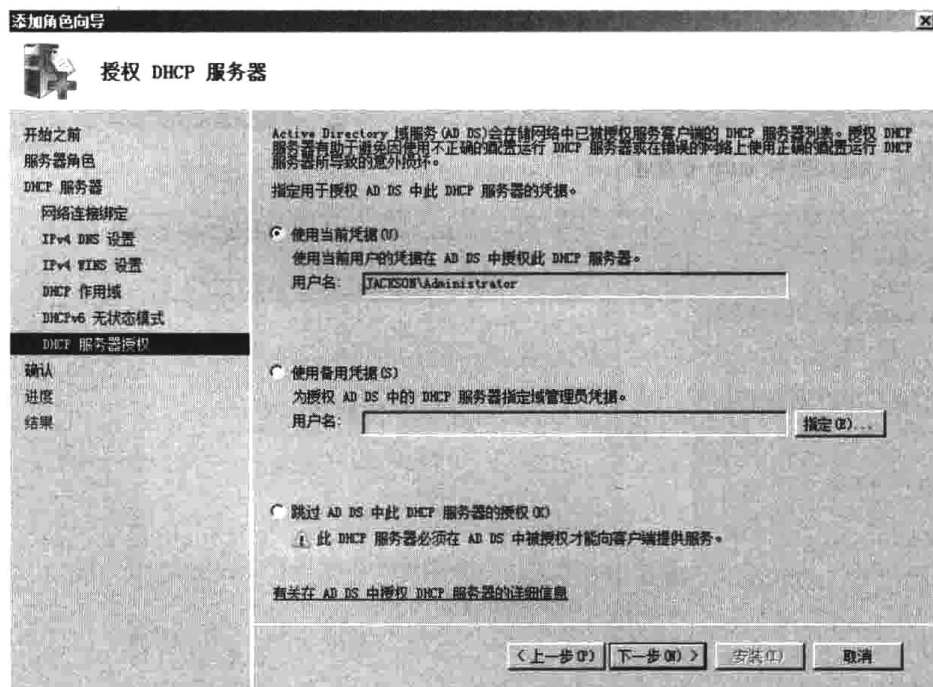 添加角色向导
授权 DHCP 服务器
开始之前
服务器角色
DHCP 服务器
网络连接绑定
IPv4 DNS 设置
IPv4 WINS 设置
DHCP 作用域
DHCPv6 无状态模式
DHCP 服务器授权
确认
进度
结果
Active Directory 域服务(AD DS)会存储网络中已被授权服务客户端的 DHCP 服务器列表。授权 DHCP
服务器有助于避免因使用不正确的配置运行 DHCP 服务器或在错误的网络上使用正确的配置运行 DHCP
服务器所导致的意外损坏。
指定用于授权 AD DS 中此 DHCP 服务器的凭据。
使用当前凭据(U)
使用当前用户的凭据在 AD DS 中授权此 DHCP 服务器。
用户名: JACKSON\Administrator
使用备用凭据(S)
为授权 AD DS 中的 DHCP 服务器指定域管理员凭据。
用户名: 指定(E)...
跳过 AD DS 中此 DHCP 服务器的授权(K)
此 DHCP 服务器必须在 AD DS 中被授权才能向客户端提供服务。
有关在 AD DS 中授权 DHCP 服务器的详细信息
< 上一步(P) 下一步(N) > 安装(I) 取消